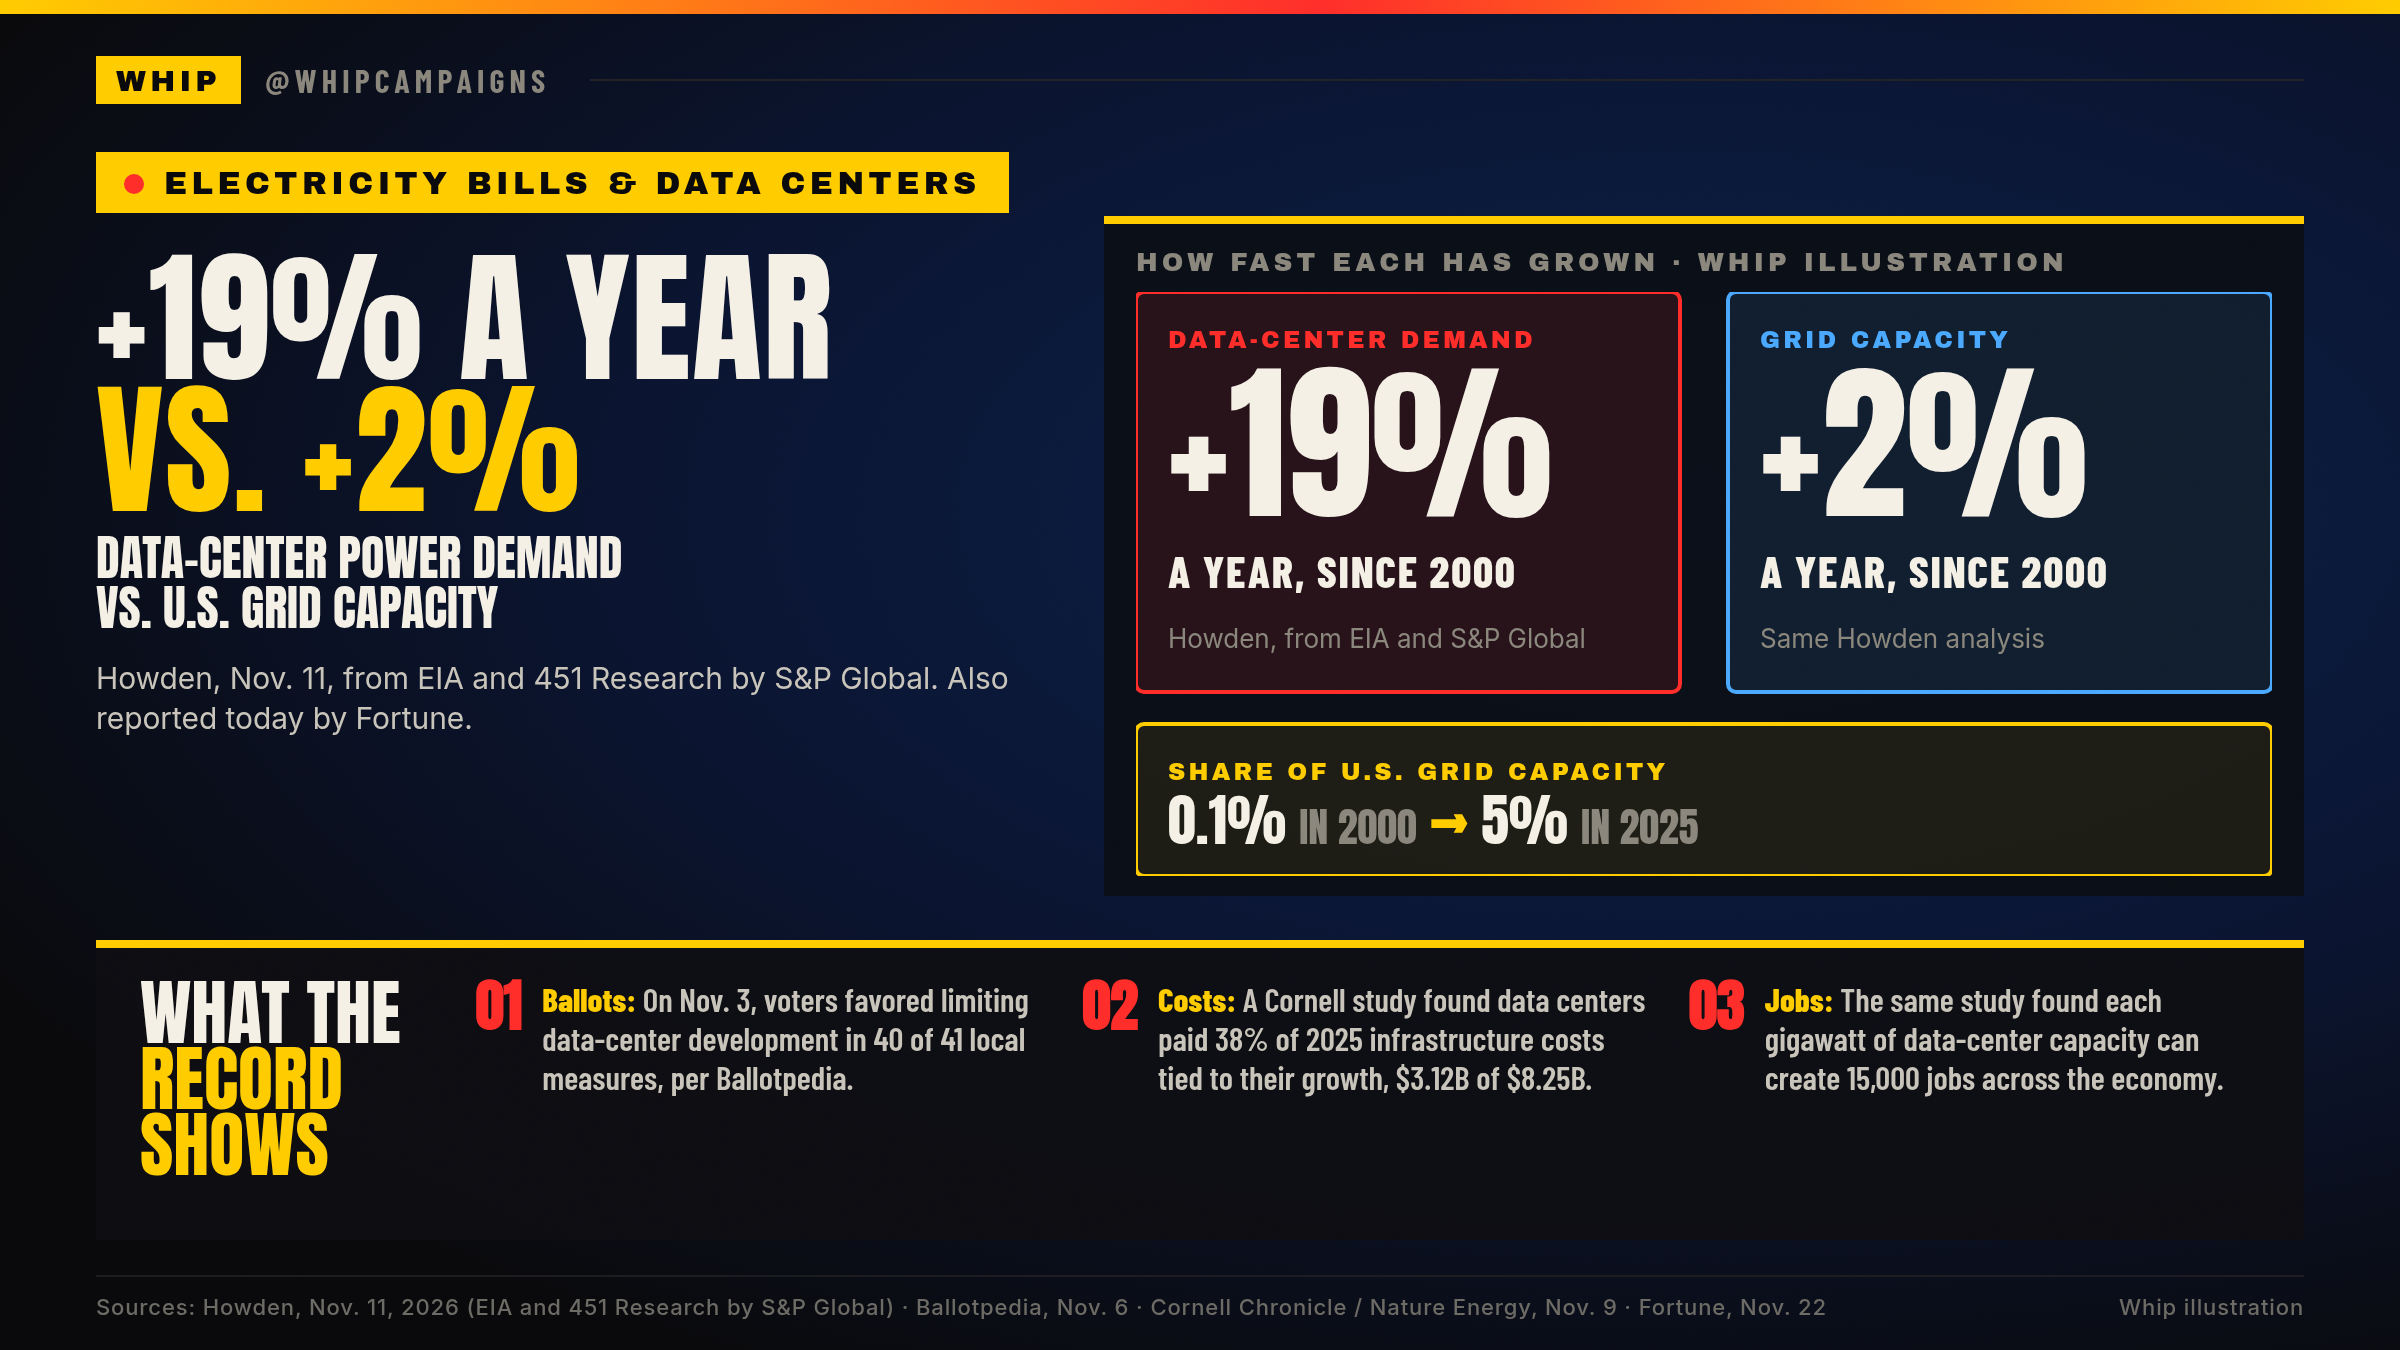 WHIP @WHIPCAMPAIGNS
ELECTRICITY BILLS & DATA CENTERS
+19% A YEAR
VS. +2%
DATA-CENTER POWER DEMAND
VS. U.S. GRID CAPACITY
Howden, Nov. 11, from EIA and 451 Research by S&P Global. Also
reported today by Fortune.
HOW FAST EACH HAS GROWN · WHIP ILLUSTRATION
DATA-CENTER DEMAND
+19%
A YEAR, SINCE 2000
Howden, from EIA and S&P Global
GRID CAPACITY
+2%
A YEAR, SINCE 2000
Same Howden analysis
SHARE OF U.S. GRID CAPACITY
0.1% IN 2000 → 5% IN 2025
WHAT THE
RECORD
SHOWS
01 Ballots: On Nov. 3, voters favored limiting
data-center development in 40 of 41 local
measures, per Ballotpedia.
02 Costs: A Cornell study found data centers
paid 38% of 2025 infrastructure costs
tied to their growth, $3.12B of $8.25B.
03 Jobs: The same study found each
gigawatt of data-center capacity can
create 15,000 jobs across the economy.
Sources: Howden, Nov. 11, 2026 (EIA and 451 Research by S&P Global) · Ballotpedia, Nov. 6 · Cornell Chronicle / Nature Energy, Nov. 9 · Fortune, Nov. 22
Whip illustration